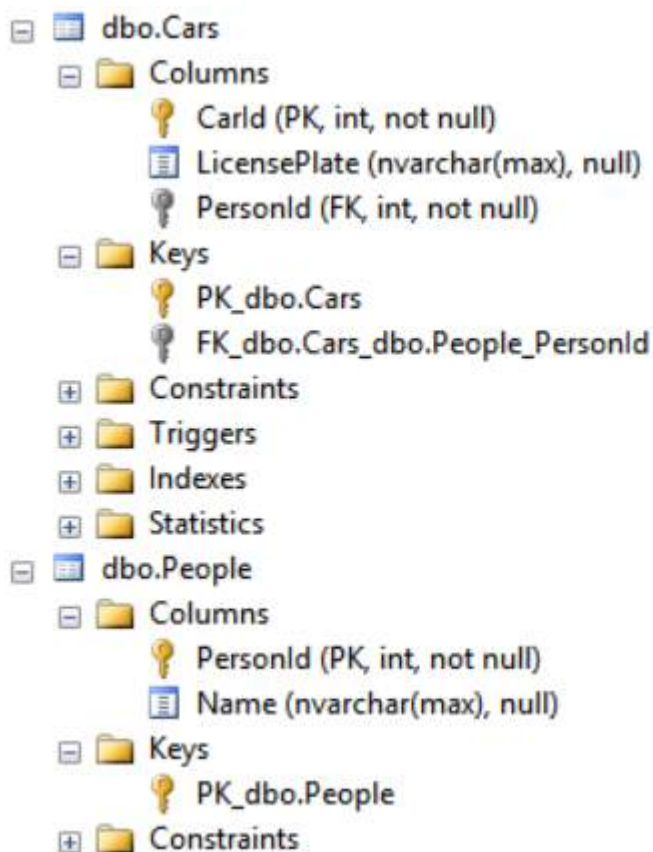 dbo.Cars
Columns
CarId (PK, int, not null)
LicensePlate (nvarchar(max), null)
PersonId (FK, int, not null)
Keys
PK_dbo.Cars
FK_dbo.Cars_dbo.People_PersonId
Constraints
Triggers
Indexes
Statistics
dbo.People
Columns
PersonId (PK, int, not null)
Name (nvarchar(max), null)
Keys
PK_dbo.People
Constraints